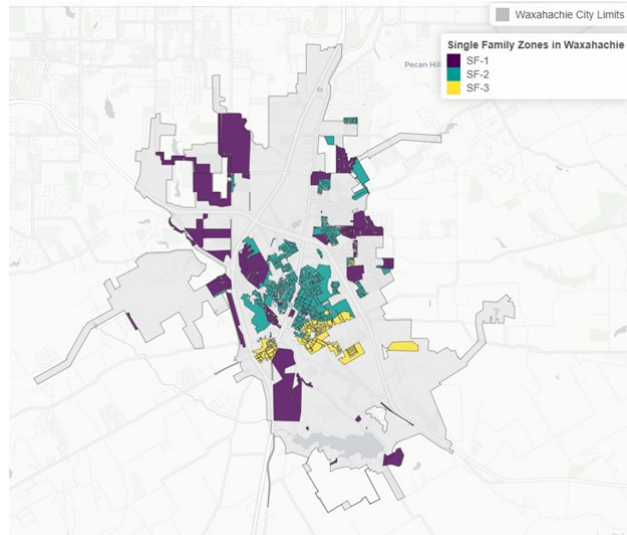 Waxahachie City Limits
Single Family Zones in Waxahachie
Pecan Hill
SF-1
SF-2
SF-3